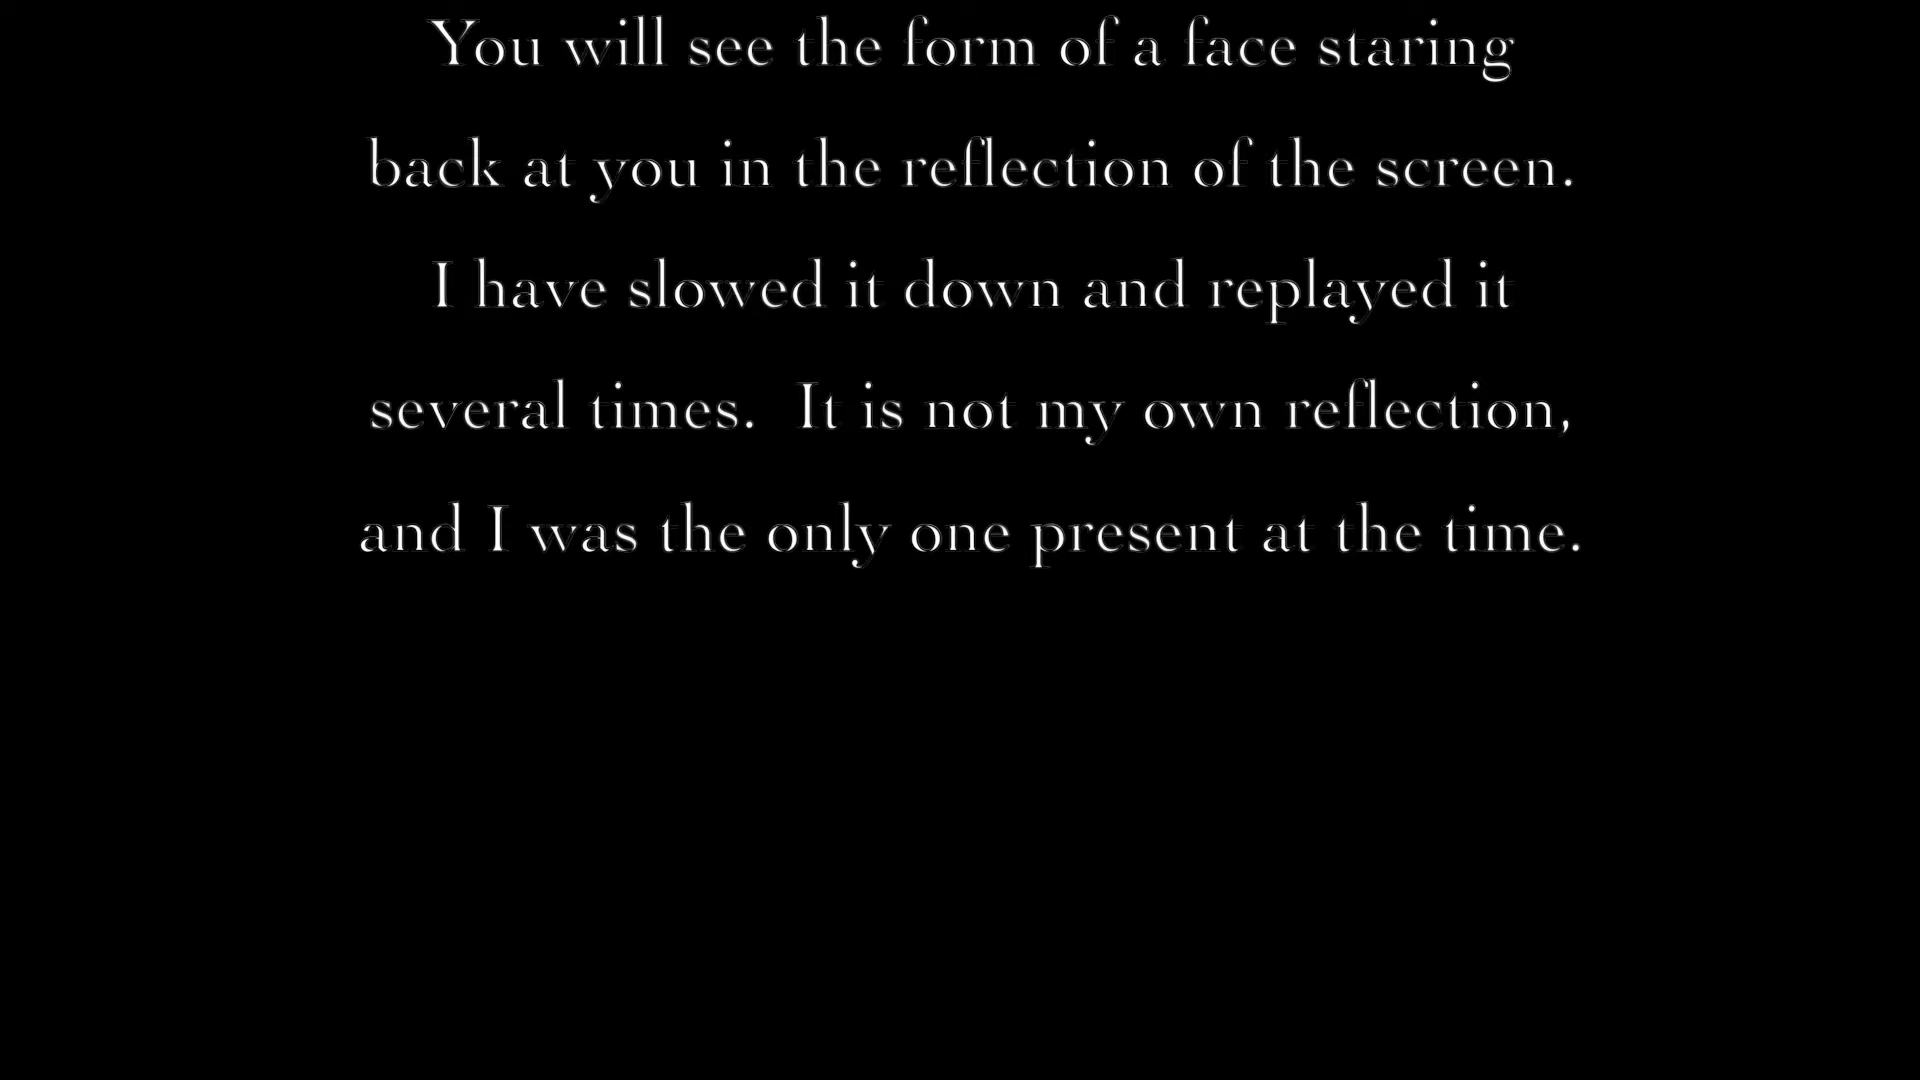 You will see the form of a face staring
back at you in the reflection of the screen.
I have slowed it down and replayed it
several times.  It is not my own reflection,
and I was the only one present at the time.